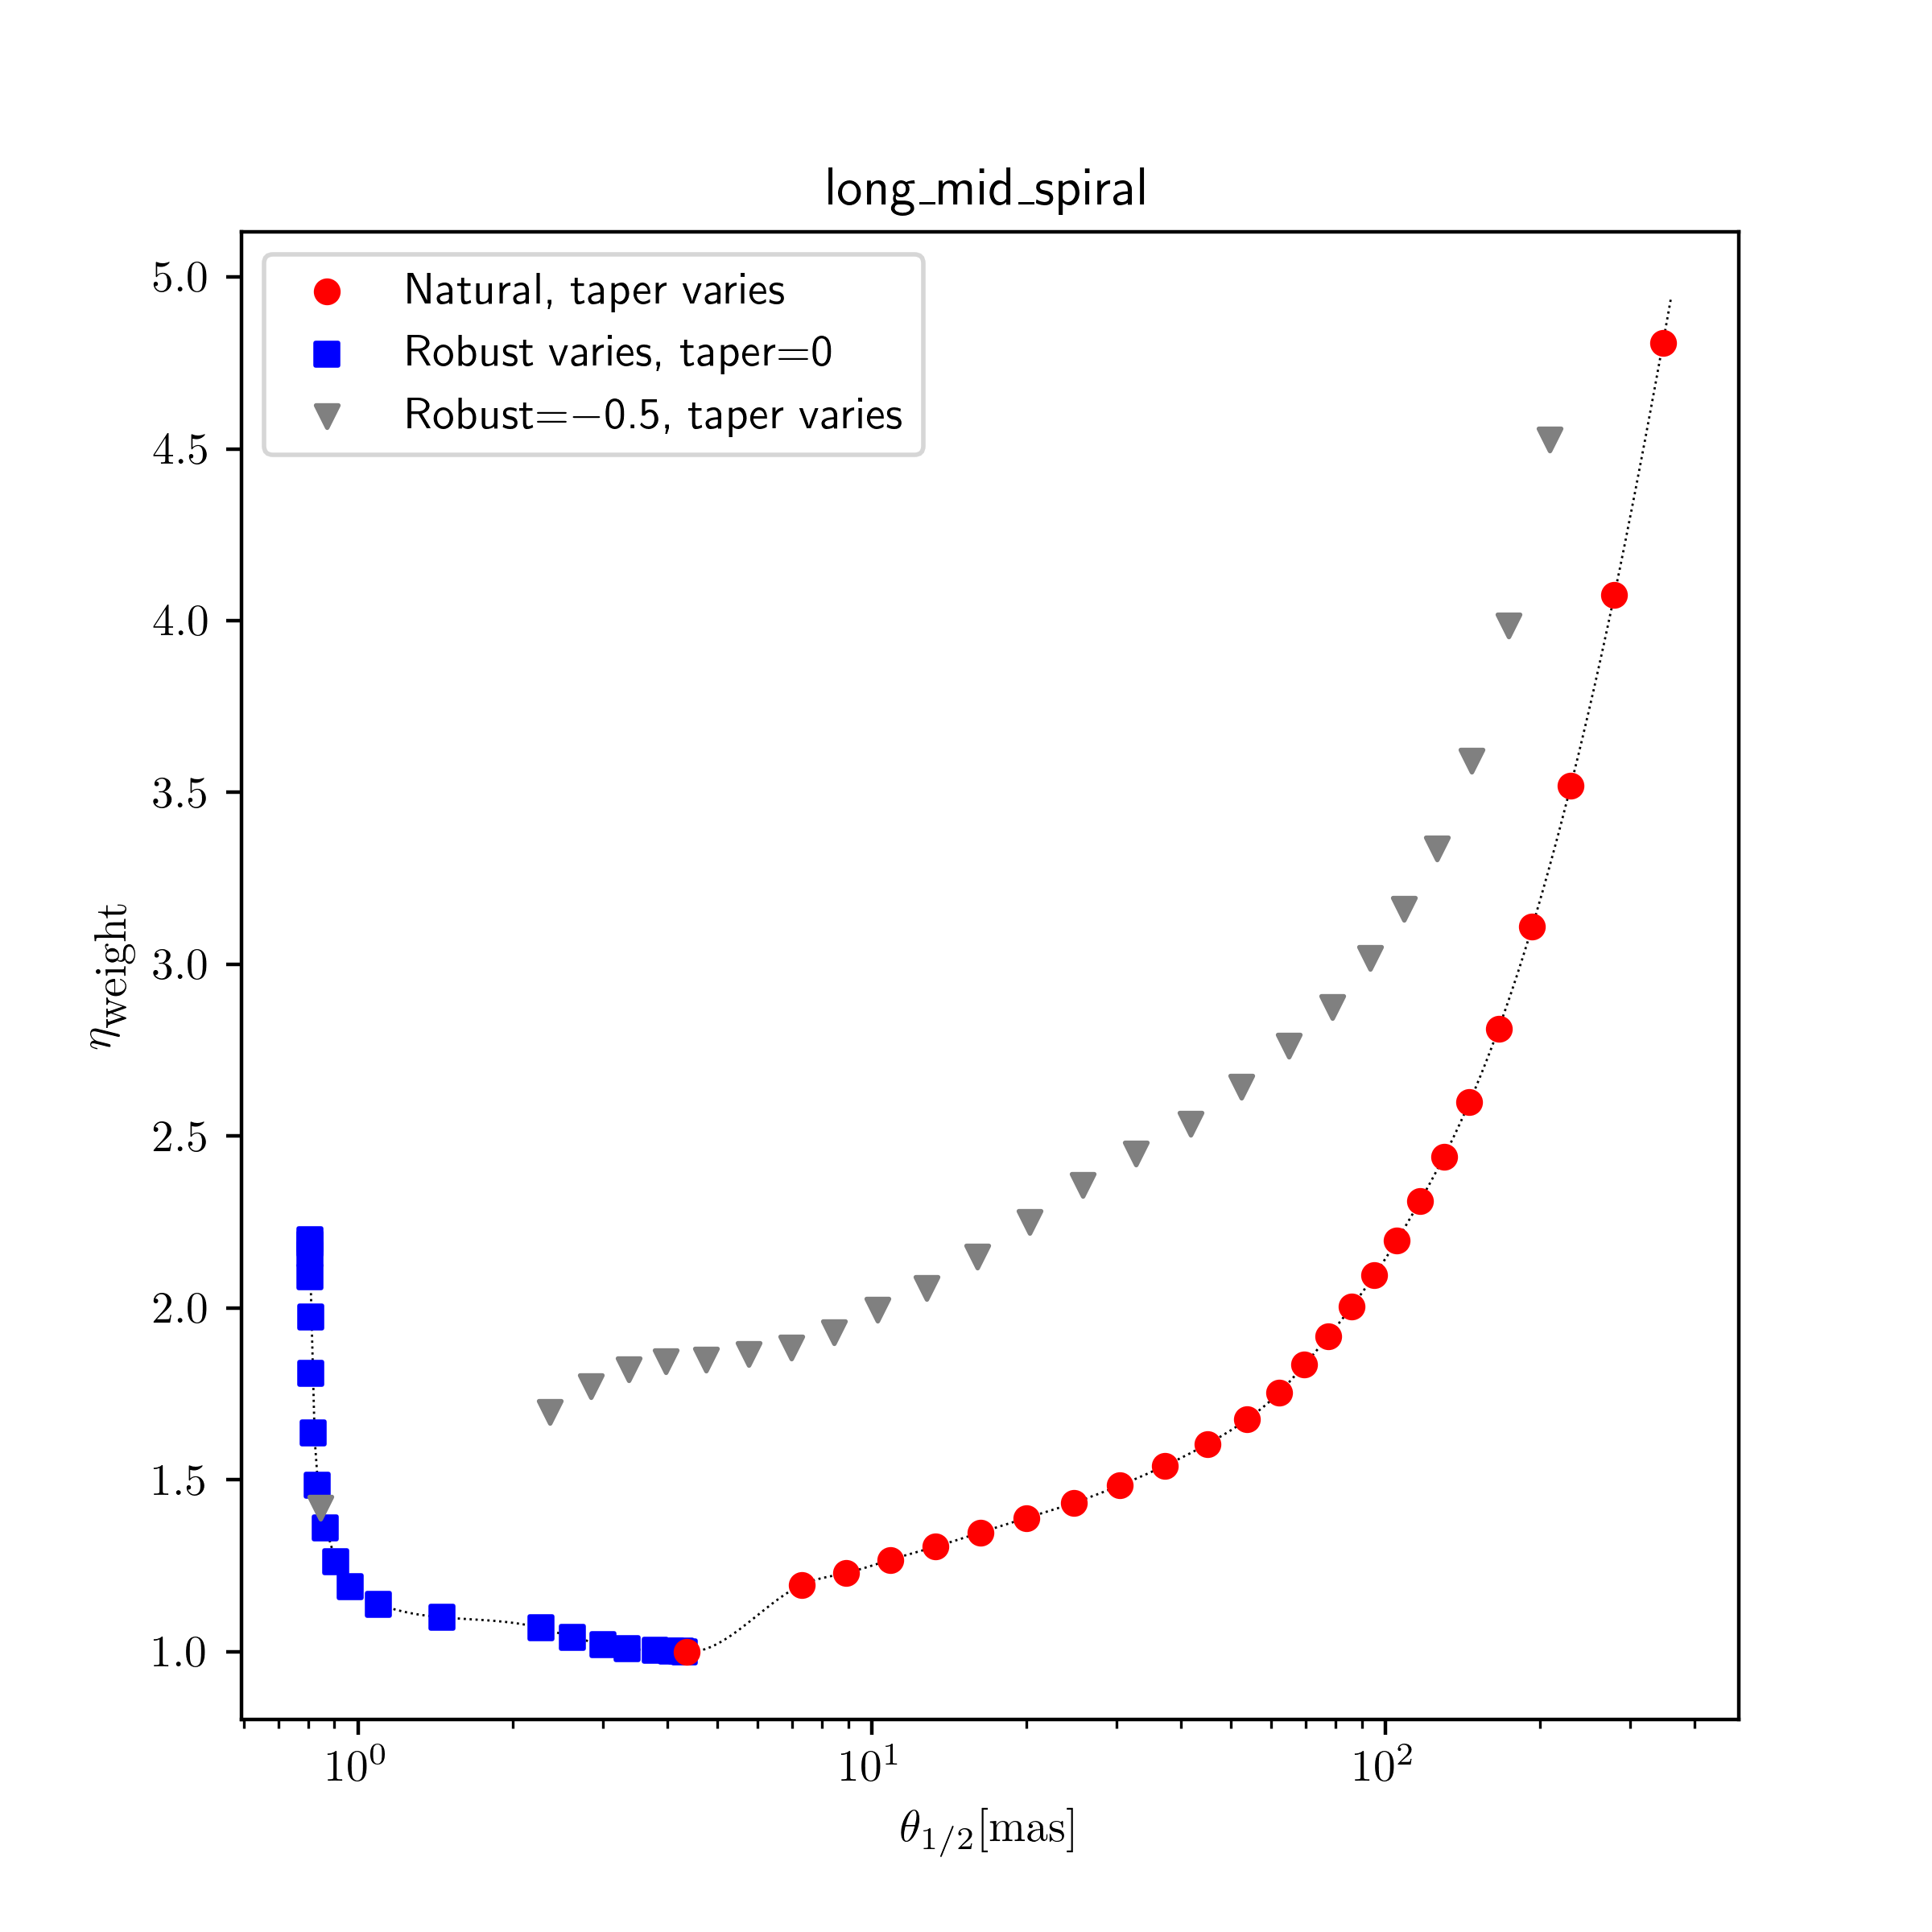 long_mid_spiral
Natural, taper varies
Robust varies, taper=0
Robust=−0.5, taper varies
5.0
4.5
4.0
3.5
3.0
2.5
2.0
1.5
1.0
η_weight
10^0 10^1 10^2
θ_1/2[mas]